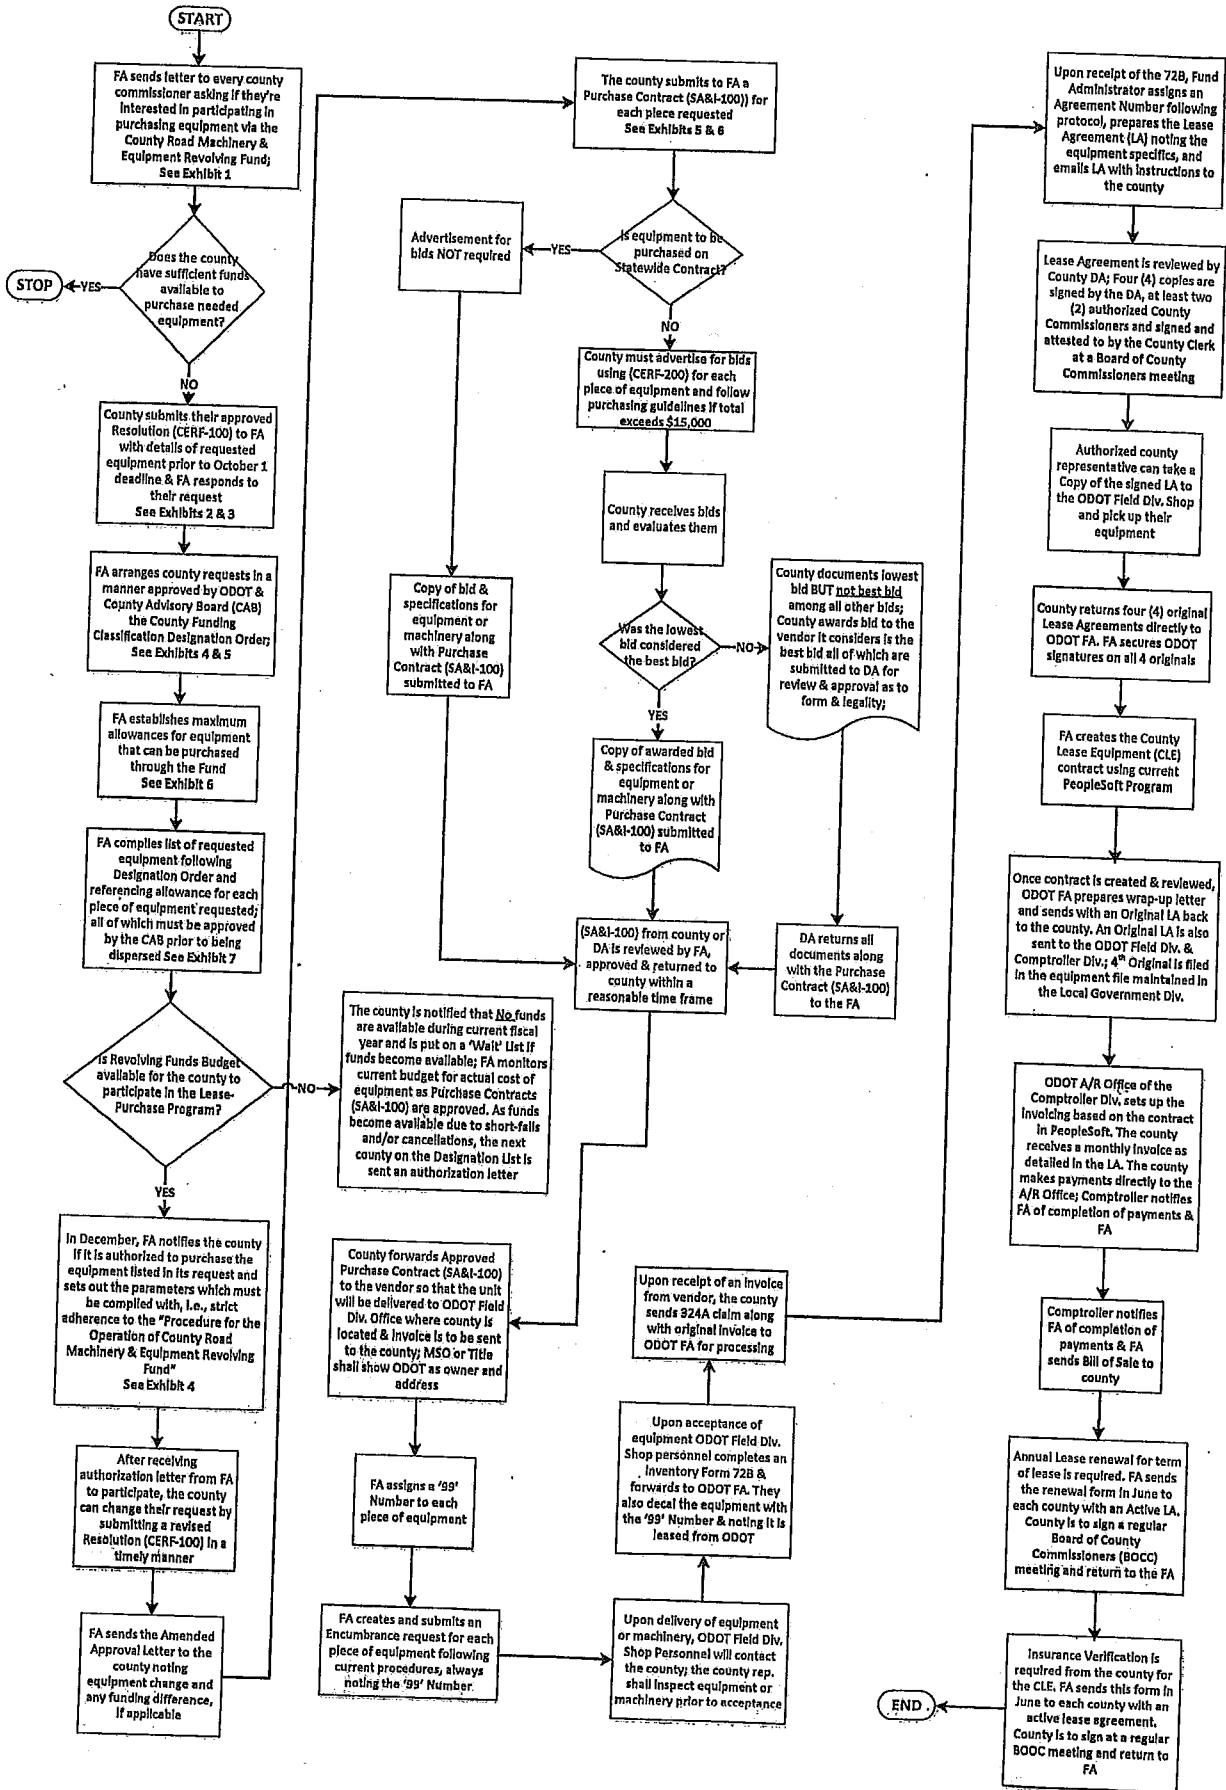 START
FA sends letter to every county
commissioner asking if they're
interested in participating in
purchasing equipment via the
County Road Machinery &
Equipment Revolving Fund;
See Exhibit 1
Does the county
have sufficient funds
available to
purchase needed
equipment?
YES
STOP
NO
County submits their approved
Resolution (CERF-100) to FA
with details of requested
equipment prior to October 1
deadline & FA responds to
their request
See Exhibits 2 & 3
FA arranges county requests in a
manner approved by ODOT &
County Advisory Board (CAB)
the County Funding
Classification Designation Order;
See Exhibits 4 & 5
FA establishes maximum
allowances for equipment
that can be purchased
through the Fund
See Exhibit 6
FA compiles list of requested
equipment following
Designation Order and
referencing allowance for each
piece of equipment requested;
all of which must be approved
by the CAB prior to being
dispersed See Exhibit 7
Is Revolving Funds Budget
available for the county to
participate in the Lease-
Purchase Program?
NO
The county is notified that No funds
are available during current fiscal
year and is put on a 'Wait' List if
funds become available; FA monitors
current budget for actual cost of
equipment as Purchase Contracts
(SA&I-100) are approved. As funds
become available due to short-falls
and/or cancellations, the next
county on the Designation List is
sent an authorization letter
YES
In December, FA notifies the county
if it is authorized to purchase the
equipment listed in its request and
sets out the parameters which must
be complied with, i.e., strict
adherence to the "Procedure for the
Operation of County Road
Machinery & Equipment Revolving
Fund"
See Exhibit 4
After receiving
authorization letter from FA
to participate, the county
can change their request by
submitting a revised
Resolution (CERF-100) in a
timely manner
FA sends the Amended
Approval Letter to the
county noting
equipment change and
any funding difference,
if applicable
The county submits to FA a
Purchase Contract (SA&I-100)) for
each piece requested
See Exhibits 5 & 6
Is equipment to be
purchased on
Statewide Contract?
YES
Advertisement for
bids NOT required
NO
County must advertise for bids
using (CERF-200) for each
piece of equipment and follow
purchasing guidelines if total
exceeds $15,000
County receives bids
and evaluates them
Copy of bid &
specifications for
equipment or
machinery along
with Purchase
Contract (SA&I-100)
submitted to FA
Was the lowest
bid considered
the best bid?
NO
County documents lowest
bid BUT not best bid
among all other bids;
County awards bid to the
vendor it considers is the
best bid all of which are
submitted to DA for
review & approval as to
form & legality;
YES
Copy of awarded bid
& specifications for
equipment or
machinery along with
Purchase Contract
(SA&I-100) submitted
to FA
(SA&I-100) from county or
DA is reviewed by FA,
approved & returned to
county within a
reasonable time frame
DA returns all
documents along
with the Purchase
Contract (SA&I-100)
to the FA
County forwards Approved
Purchase Contract (SA&I-100)
to the vendor so that the unit
will be delivered to ODOT Field
Div. Office where county is
located & invoice is to be sent
to the county; MSO or Title
shall show ODOT as owner and
address
FA assigns a '99'
Number to each
piece of equipment
FA creates and submits an
Encumbrance request for each
piece of equipment following
current procedures, always
noting the '99' Number.
Upon delivery of equipment
or machinery, ODOT Field Div.
Shop Personnel will contact
the county; the county rep.
shall inspect equipment or
machinery prior to acceptance
Upon acceptance of
equipment ODOT Field Div.
Shop personnel completes an
Inventory Form 72B &
forwards to ODOT FA. They
also decal the equipment with
the '99' Number & noting it is
leased from ODOT
Upon receipt of an invoice
from vendor, the county
sends 324A claim along
with original invoice to
ODOT FA for processing
Upon receipt of the 72B, Fund
Administrator assigns an
Agreement Number following
protocol, prepares the Lease
Agreement (LA) noting the
equipment specifics, and
emails LA with instructions to
the county
Lease Agreement is reviewed by
County DA; Four (4) copies are
signed by the DA, at least two
(2) authorized County
Commissioners and signed and
attested to by the County Clerk
at a Board of County
Commissioners meeting
Authorized county
representative can take a
Copy of the signed LA to
the ODOT Field Div. Shop
and pick up their
equipment
County returns four (4) original
Lease Agreements directly to
ODOT FA. FA secures ODOT
signatures on all 4 originals
FA creates the County
Lease Equipment (CLE)
contract using current
PeopleSoft Program
Once contract is created & reviewed,
ODOT FA prepares wrap-up letter
and sends with an Original LA back
to the county. An Original LA is also
sent to the ODOT Field Div. &
Comptroller Div.; 4th Original is filed
in the equipment file maintained in
the Local Government Div.
ODOT A/R Office of the
Comptroller Div. sets up the
invoicing based on the contract
in PeopleSoft. The county
receives a monthly invoice as
detailed in the LA. The county
makes payments directly to the
A/R Office; Comptroller notifies
FA of completion of payments &
FA
Comptroller notifies
FA of completion of
payments & FA
sends Bill of Sale to
county
Annual Lease renewal for term
of lease is required. FA sends
the renewal form in June to
each county with an Active LA.
County is to sign a regular
Board of County
Commissioners (BOCC)
meeting and return to the FA
Insurance Verification is
required from the county for
the CLE. FA sends this form in
June to each county with an
active lease agreement.
County is to sign at a regular
BOOC meeting and return to
FA
END